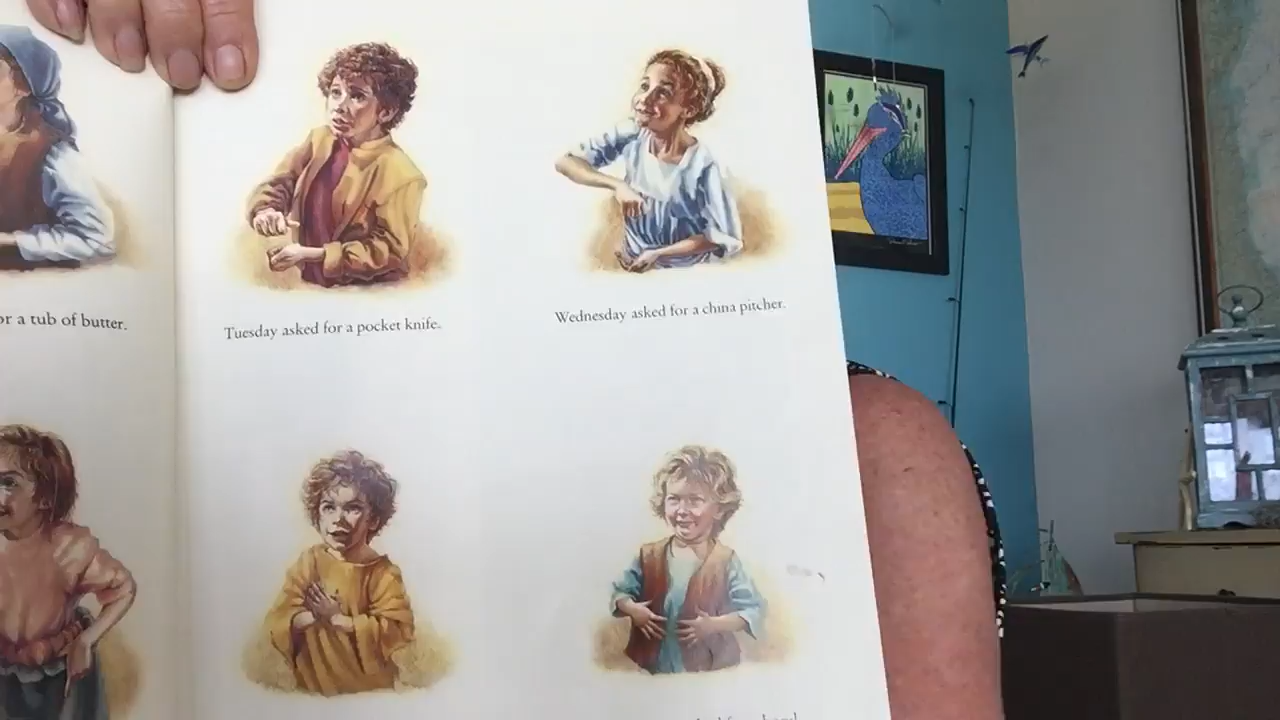 or a tub of butter.
Tuesday asked for a pocket knife.
Wednesday asked for a china pitcher.